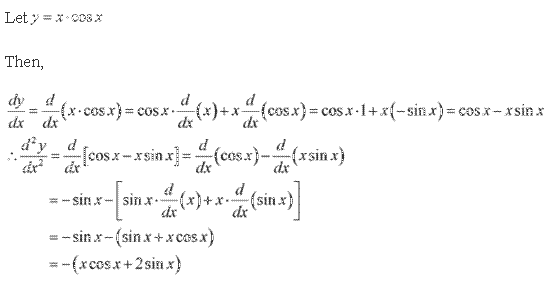 Let y = x·cos x
Then,
dy/dx = d/dx (x·cos x) = cos x· d/dx (x) + x d/dx (cos x) = cos x·1 + x(−sin x) = cos x − x sin x
∴ d²y/dx² = d/dx [cos x − x sin x] = d/dx (cos x) − d/dx (x sin x)
= −sin x − [sin x· d/dx (x) + x· d/dx (sin x)]
= −sin x − (sin x + x cos x)
= −(x cos x + 2 sin x)